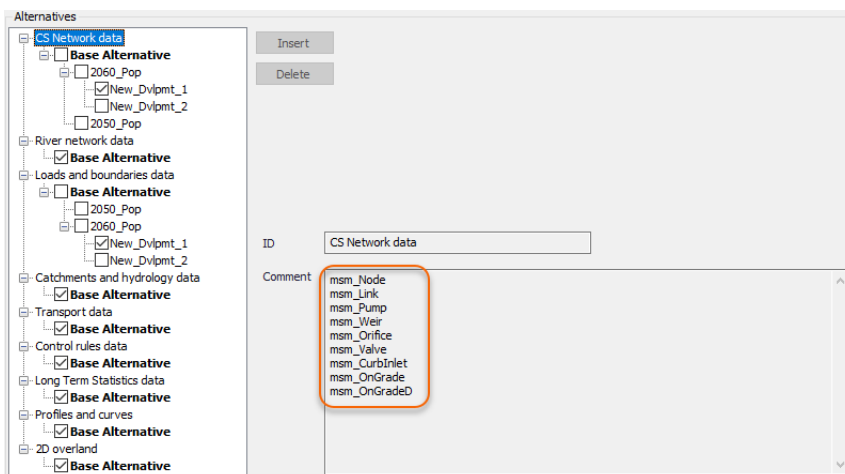 Alternatives
CS Network data
Base Alternative
2060_Pop
New_Dvlpmt_1
New_Dvlpmt_2
2050_Pop
River network data
Base Alternative
Loads and boundaries data
Base Alternative
2050_Pop
2060_Pop
New_Dvlpmt_1
New_Dvlpmt_2
Catchments and hydrology data
Base Alternative
Transport data
Base Alternative
Control rules data
Base Alternative
Long Term Statistics data
Base Alternative
Profiles and curves
Base Alternative
2D overland
Base Alternative
Insert
Delete
ID CS Network data
Comment
msm_Node
msm_Link
msm_Pump
msm_Weir
msm_Orifice
msm_Valve
msm_CurbInlet
msm_OnGrade
msm_OnGradeD